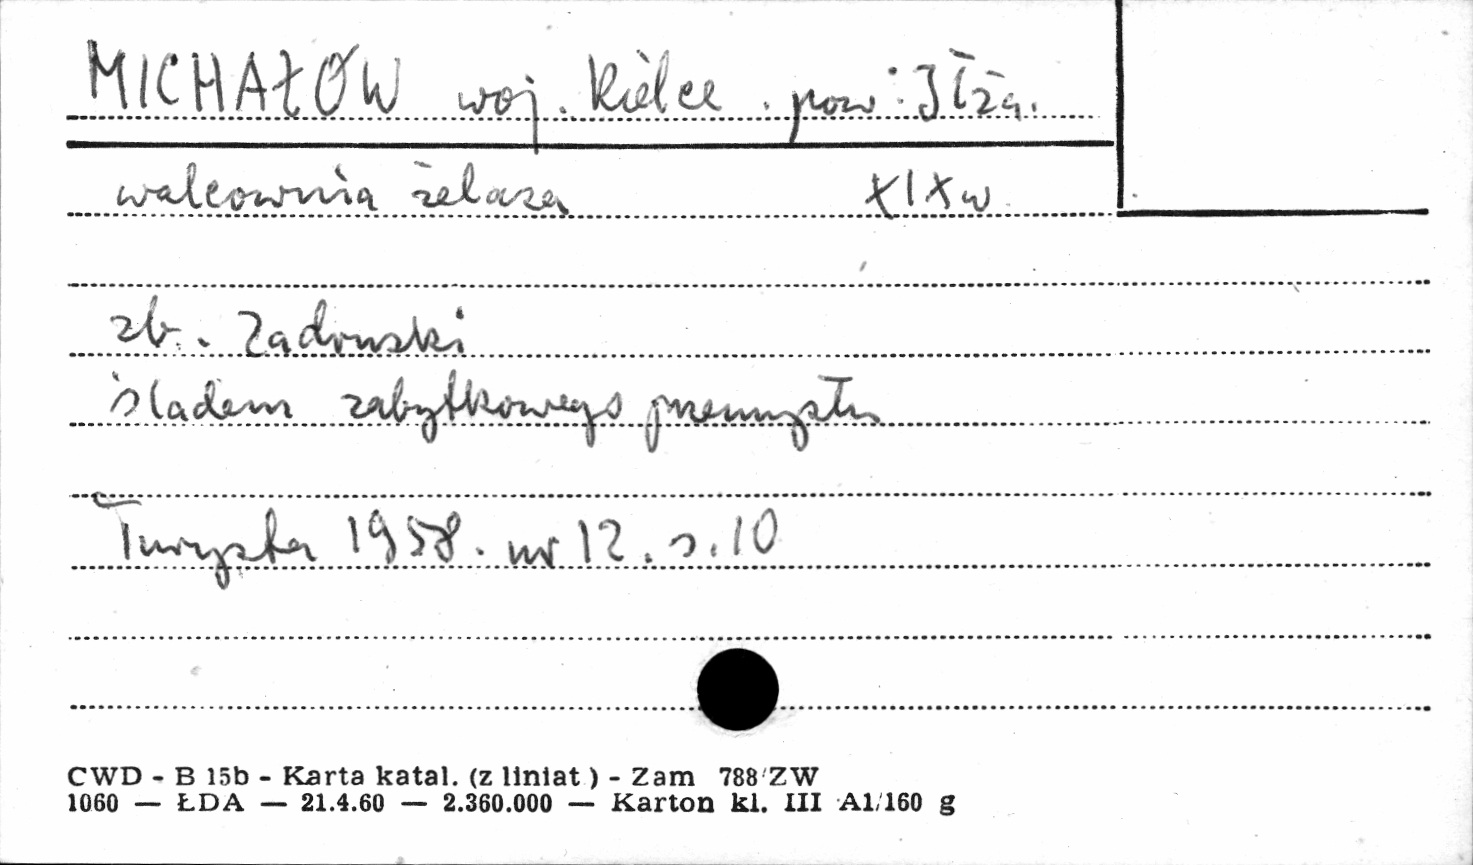 MICHAŁÓW woj. Kielce. pow. Iłża.
walcownia żelaza XIX w.
zb. Zadrowski
śladem zabytkowego przemysłu
Turysta 1958. nr 12. s. 10
CWD - B 15b - Karta katal. (z liniat.) - Zam 788/ZW
1060 — ŁDA — 21.4.60 — 2.360.000 — Karton kl. III A1/160 g